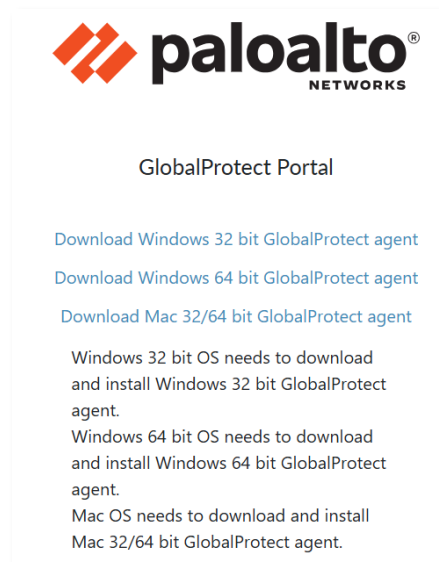 paloalto®
NETWORKS
GlobalProtect Portal
Download Windows 32 bit GlobalProtect agent
Download Windows 64 bit GlobalProtect agent
Download Mac 32/64 bit GlobalProtect agent
Windows 32 bit OS needs to download
and install Windows 32 bit GlobalProtect
agent.
Windows 64 bit OS needs to download
and install Windows 64 bit GlobalProtect
agent.
Mac OS needs to download and install
Mac 32/64 bit GlobalProtect agent.